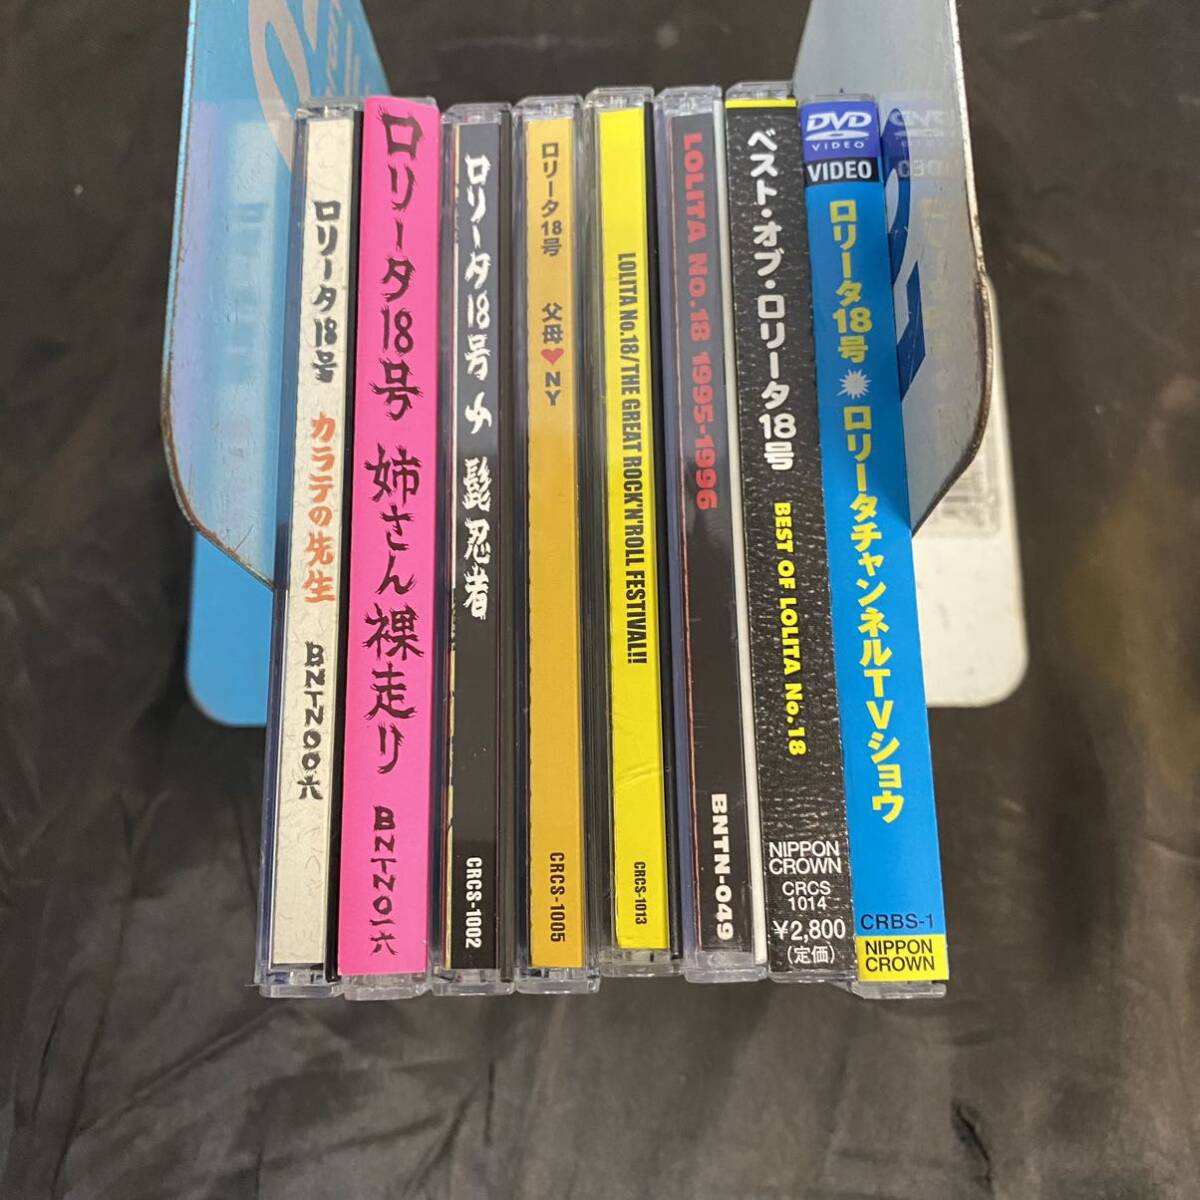 ロリータ18号 カラテの先生 BNTN00六
ロリータ18号 姉さん裸走り BNTN0一六
ロリータ18号 髭忍者 CRCS-1002
ロリータ18号 父母❤NY CRCS-1005
LOLITA No.18/THE GREAT ROCK'N'ROLL FESTIVAL!! CRCS-1013
LOLITA No.18 1995-1996 BNTN-049
ベスト・オブ・ロリータ18号 BEST OF LOLITA No.18
NIPPON
CROWN
CRCS
1014
¥2,800
(定価)
DVD
VIDEO
VIDEO
ロリータ18号 ロリータチャンネルTVショウ
CRBS-1
NIPPON
CROWN